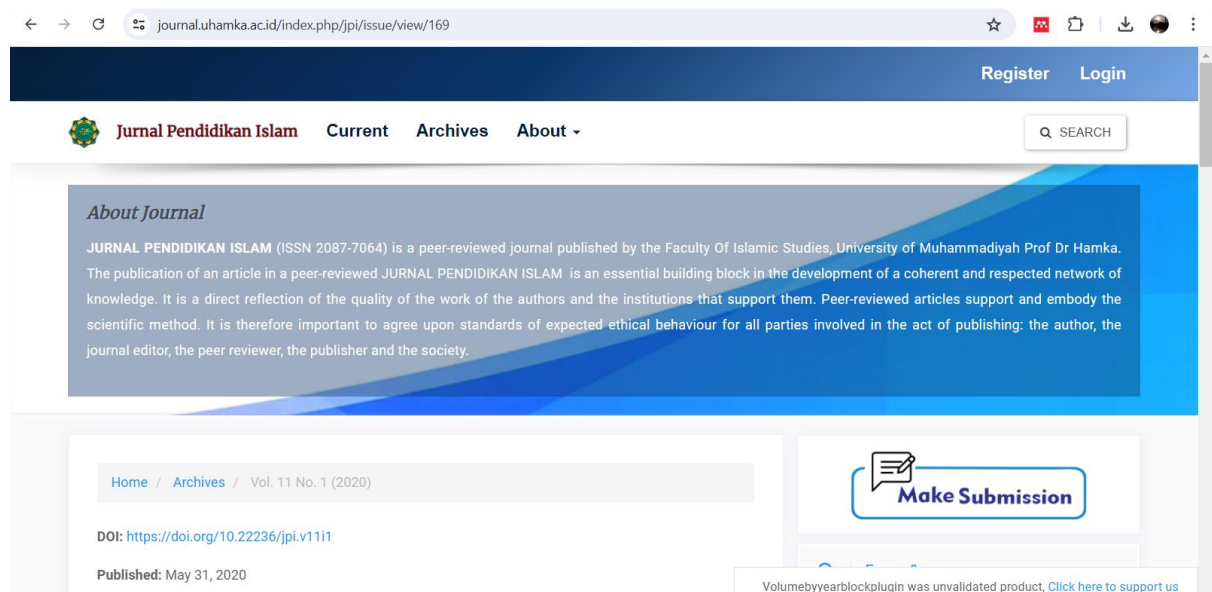 journal.uhamka.ac.id/index.php/jpi/issue/view/169
Register Login
Jurnal Pendidikan Islam Current Archives About
SEARCH
About Journal
JURNAL PENDIDIKAN ISLAM (ISSN 2087-7064) is a peer-reviewed journal published by the Faculty Of Islamic Studies, University of Muhammadiyah Prof Dr Hamka.
The publication of an article in a peer-reviewed JURNAL PENDIDIKAN ISLAM is an essential building block in the development of a coherent and respected network of
knowledge. It is a direct reflection of the quality of the work of the authors and the institutions that support them. Peer-reviewed articles support and embody the
scientific method. It is therefore important to agree upon standards of expected ethical behaviour for all parties involved in the act of publishing: the author, the
journal editor, the peer reviewer, the publisher and the society.
Home / Archives / Vol. 11 No. 1 (2020)
Make Submission
DOI: https://doi.org/10.22236/jpi.v11i1
Published: May 31, 2020
Volumebyyearblockplugin was unvalidated product, Click here to support us